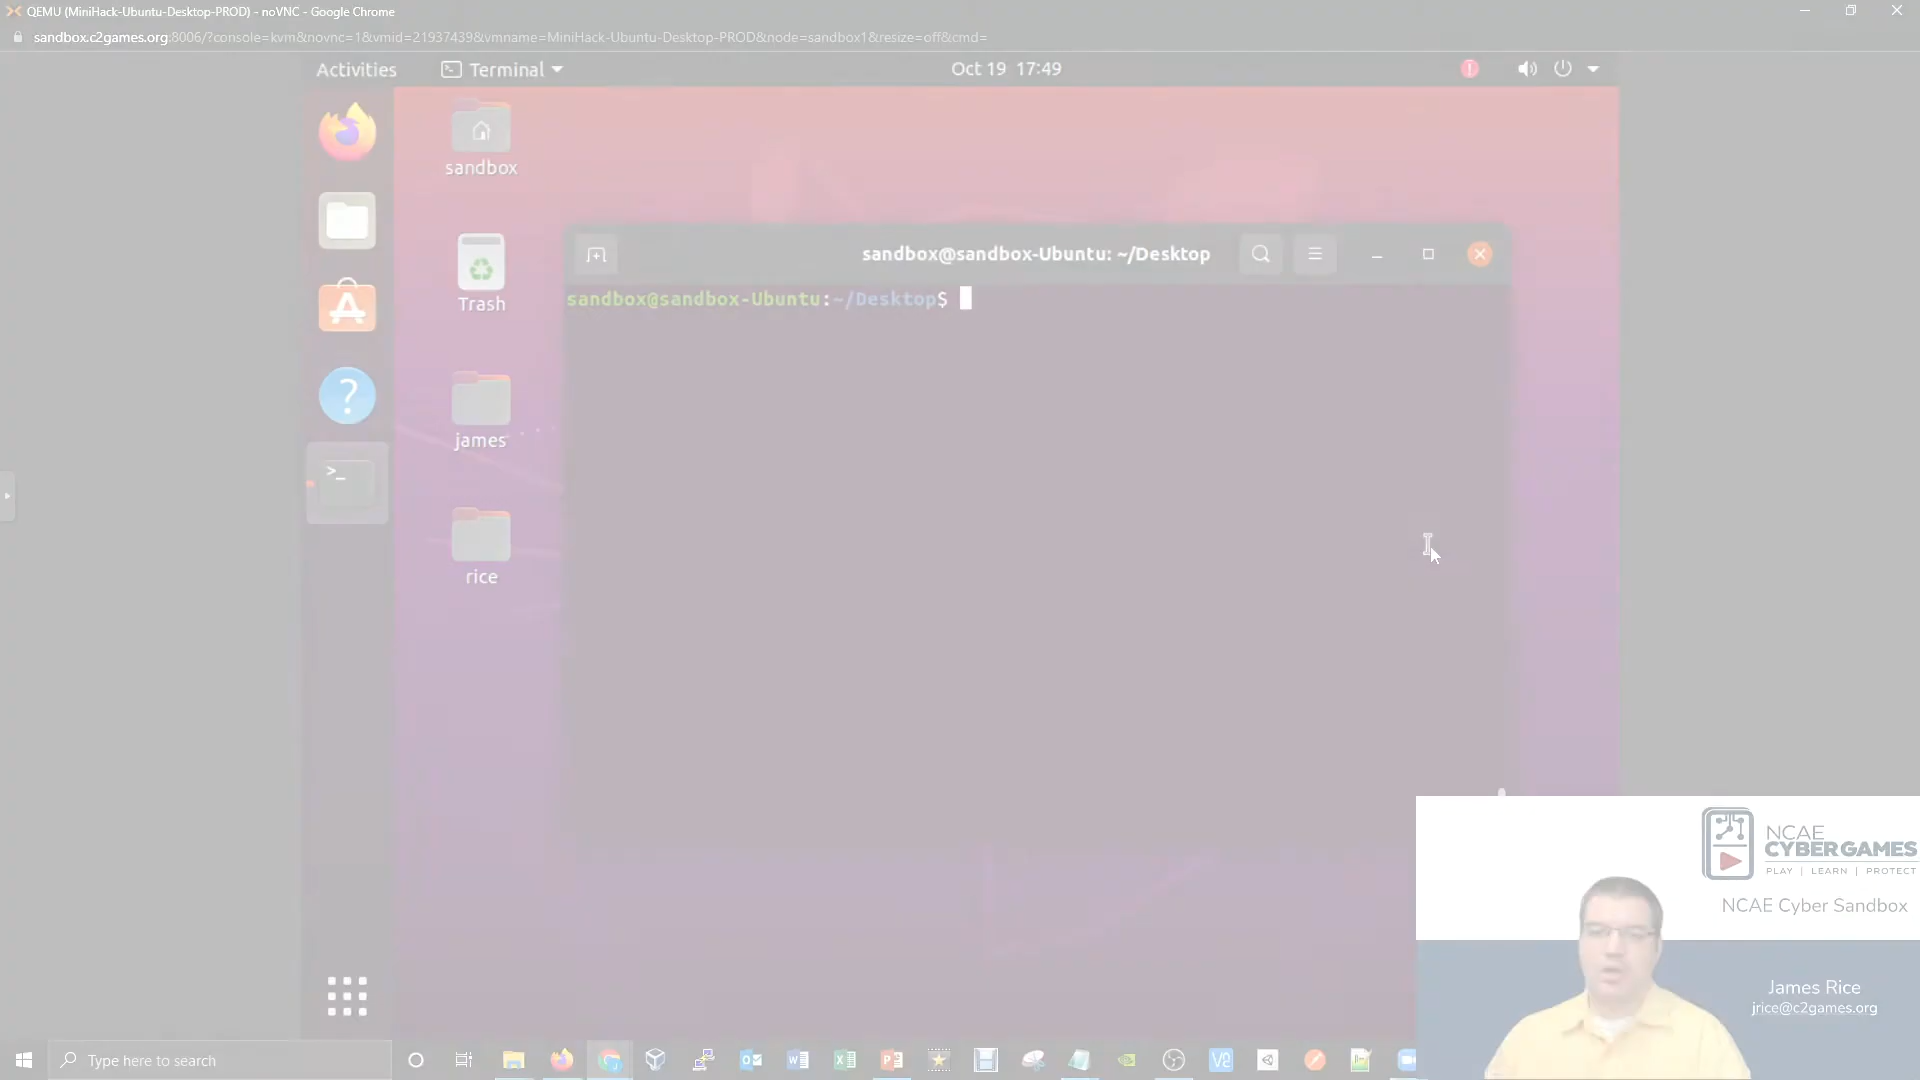 QEMU (MiniHack-Ubuntu-Desktop-PROD) - noVNC - Google Chrome
sandbox.c2games.org:8006/?console=kvm&novnc=1&vmid=21937439&vmname=MiniHack-Ubuntu-Desktop-PROD&node=sandbox1&resize=off&cmd=
Activities
Terminal
Oct 19 17:49
sandbox
Trash
james
rice
sandbox@sandbox-Ubuntu: ~/Desktop
sandbox@sandbox-Ubuntu:~/Desktop$
NCAE
CYBERGAMES
PLAY | LEARN | PROTECT
NCAE Cyber Sandbox
James Rice
jrice@c2games.org
Type here to search